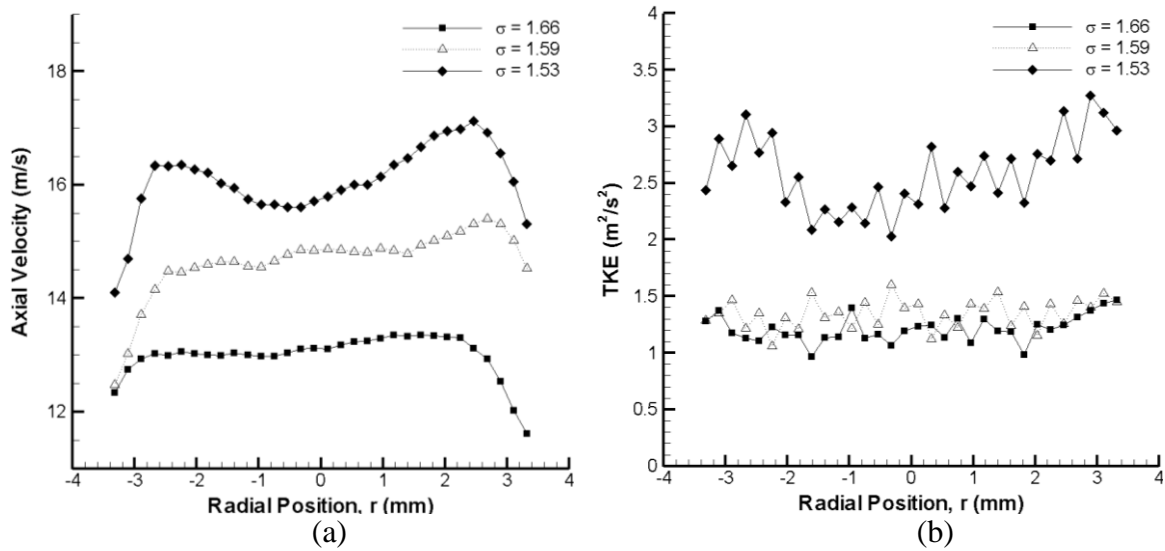 σ = 1.66
σ = 1.59
σ = 1.53
18
16
14
12
Axial Velocity (m/s)
-4 -3 -2 -1 0 1 2 3 4
Radial Position, r (mm)
(a)
σ = 1.66
σ = 1.59
σ = 1.53
4
3.5
3
2.5
2
1.5
1
0.5
0
TKE (m²/s²)
-4 -3 -2 -1 0 1 2 3 4
Radial Position, r (mm)
(b)